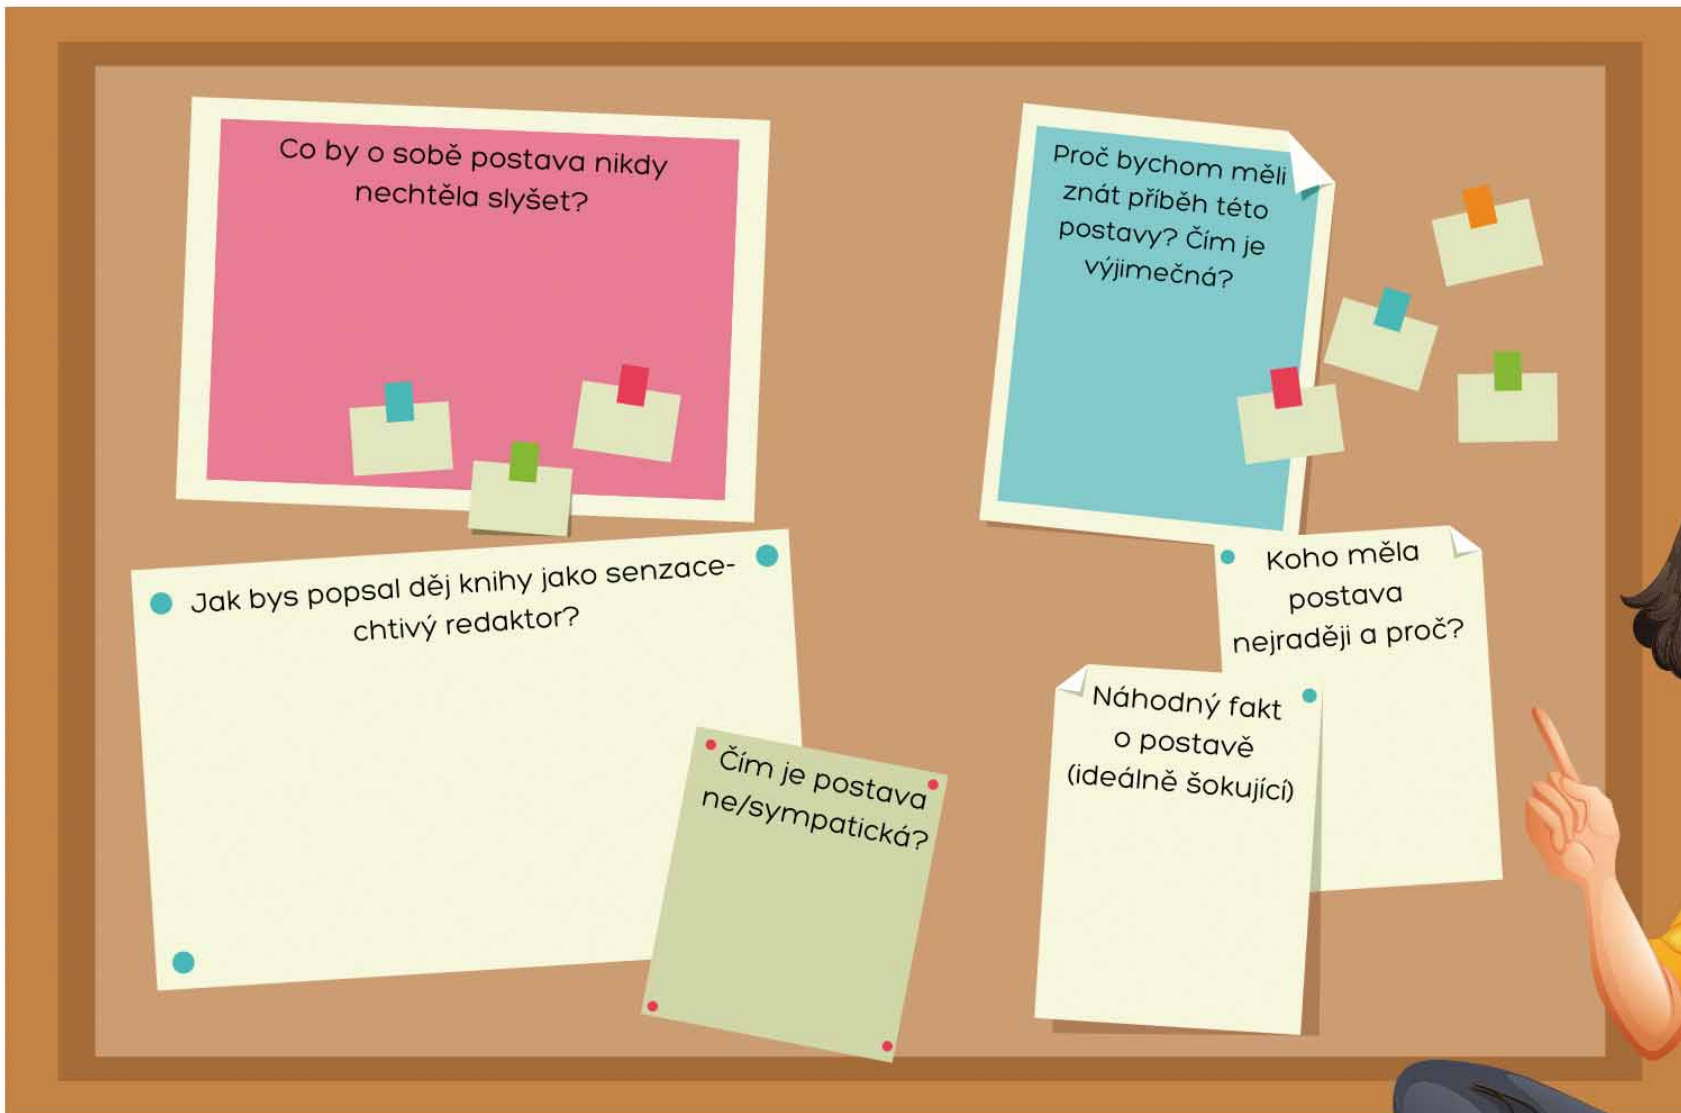 Co by o sobě postava nikdy
nechtěla slyšet?
Proč bychom měli
znát příběh této
postavy? Čím je
výjimečná?
Jak bys popsal děj knihy jako senzace-
chtivý redaktor?
Čím je postava
ne/sympatická?
Koho měla
postava
nejraději a proč?
Náhodný fakt
o postavě
(ideálně šokující)